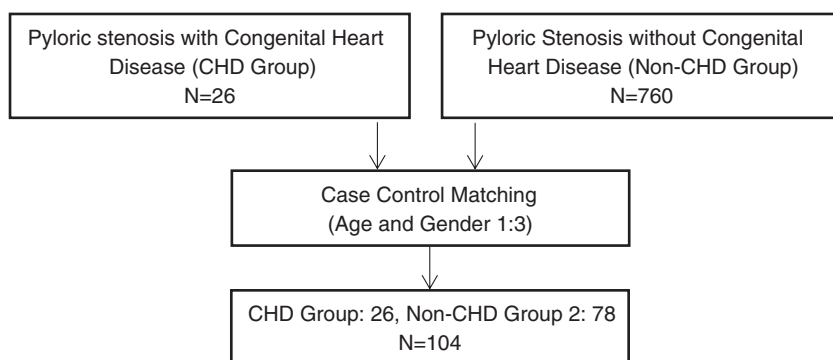 Pyloric stenosis with Congenital Heart
Disease (CHD Group)
N=26
Pyloric Stenosis without Congenital
Heart Disease (Non-CHD Group)
N=760
Case Control Matching
(Age and Gender 1:3)
CHD Group: 26, Non-CHD Group 2: 78
N=104